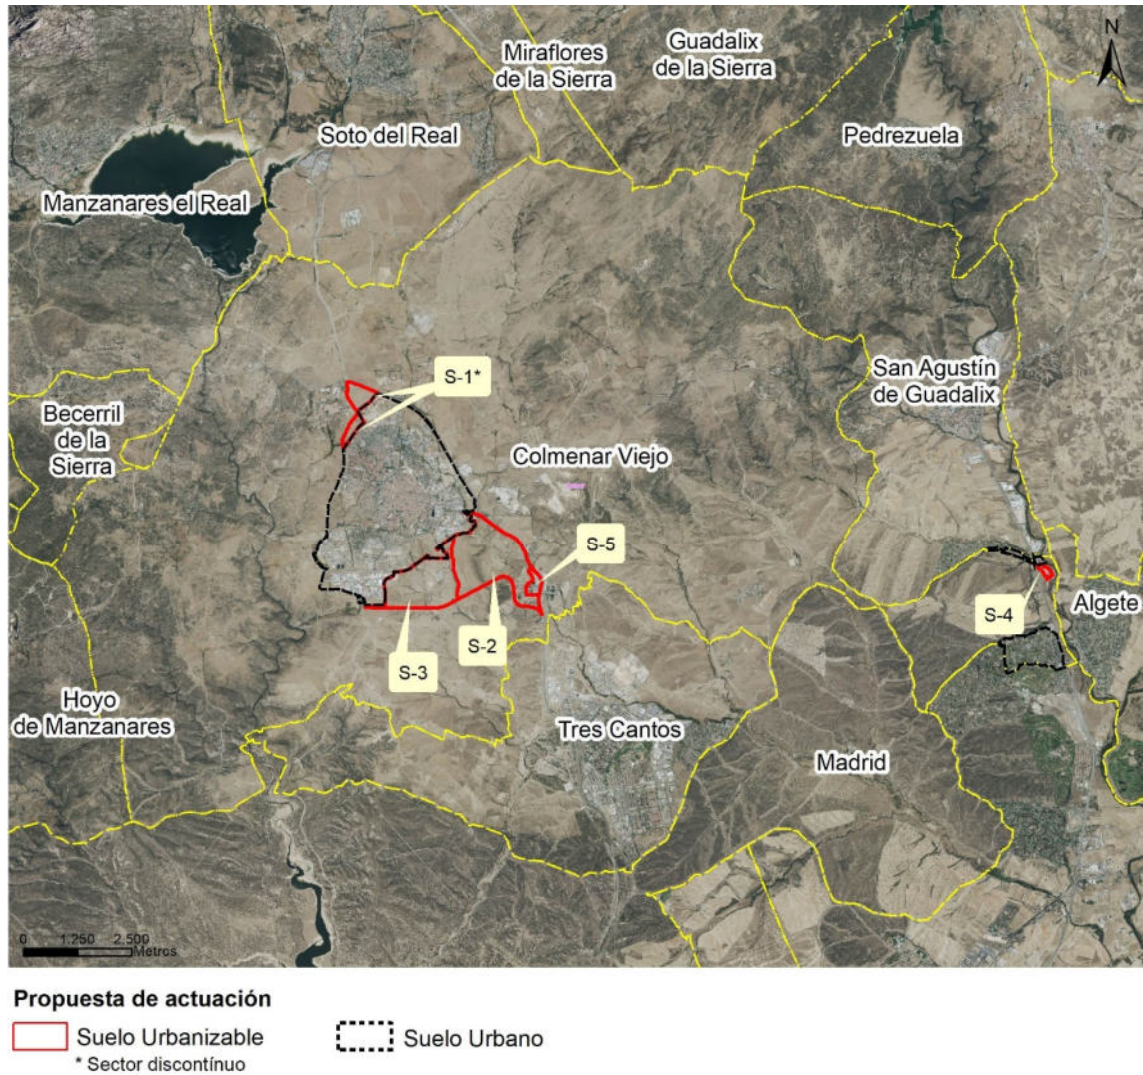 N
Miraflores
de la Sierra
Guadalix
de la Sierra
Soto del Real
Pedrezuela
Manzanares el Real
San Agustín
de Guadalix
S-1*
Becerril
de la
Sierra
Colmenar Viejo
S-5
S-4
Algete
S-2
S-3
Hoyo
de Manzanares
Tres Cantos
Madrid
0 1.250 2.500
Metros
Propuesta de actuación
Suelo Urbanizable
Suelo Urbano
* Sector discontínuo